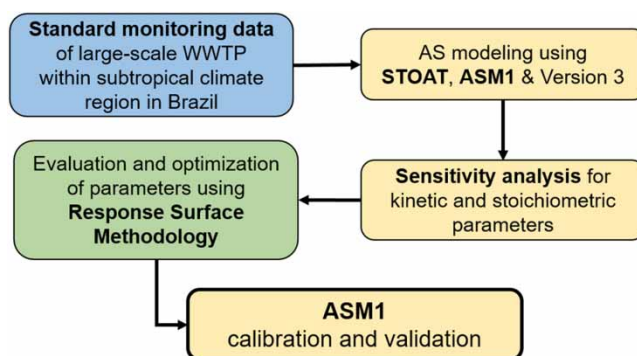 Standard monitoring data
of large-scale WWTP
within subtropical climate
region in Brazil
AS modeling using
STOAT, ASM1 & Version 3
Sensitivity analysis for
kinetic and stoichiometric
parameters
Evaluation and optimization
of parameters using
Response Surface
Methodology
ASM1
calibration and validation